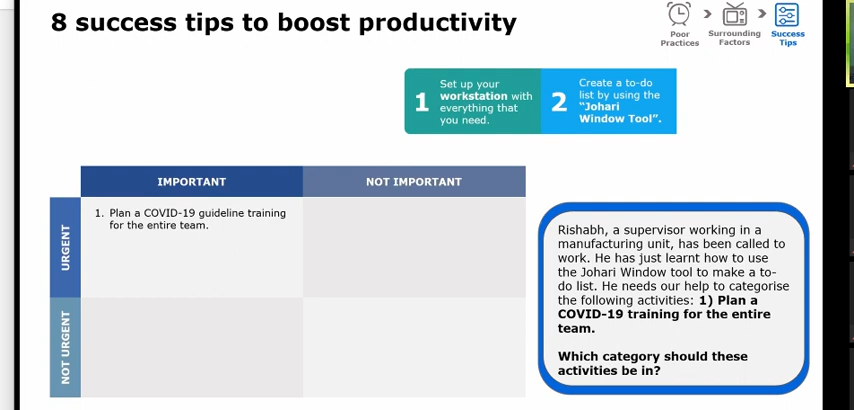 8 success tips to boost productivity
Poor
Practices
Surrounding
Factors
Success
Tips
1
Set up your
workstation with
everything that
you need.
2
Create a to-do
list by using the
“Johari
Window Tool”.
IMPORTANT
NOT IMPORTANT
URGENT
1. Plan a COVID-19 guideline training
for the entire team.
NOT URGENT
Rishabh, a supervisor working in a
manufacturing unit, has been called to
work. He has just learnt how to use
the Johari Window tool to make a to-
do list. He needs our help to categorise
the following activities: 1) Plan a
COVID-19 training for the entire
team.
Which category should these
activities be in?